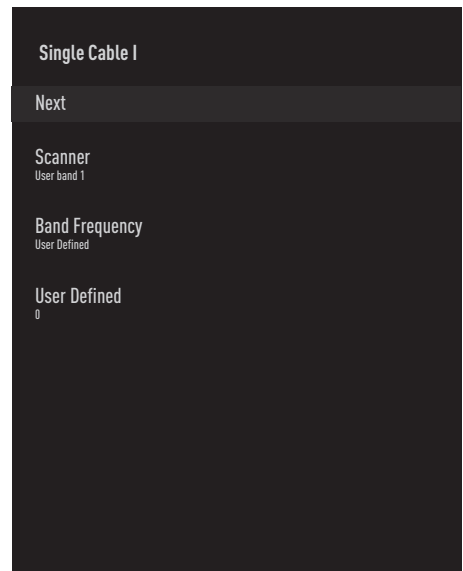 Single Cable I
Next
Scanner
User band 1
Band Frequency
User Defined
User Defined
0